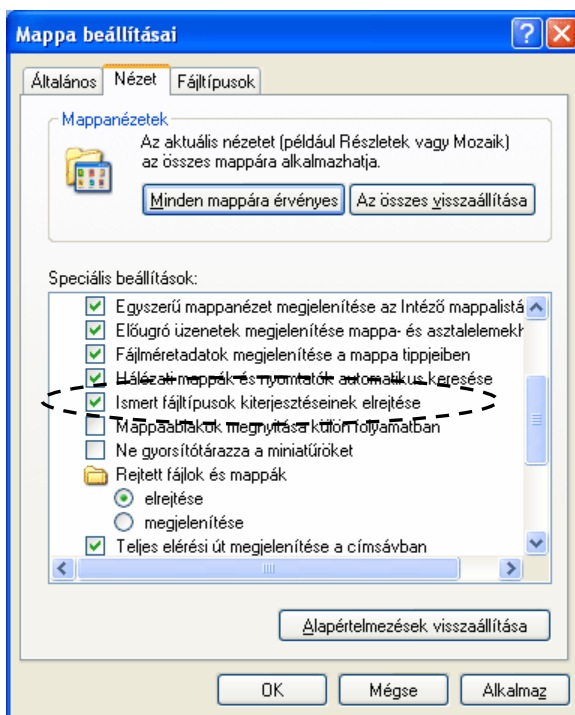 Mappa beállításai
Általános Nézet Fájltípusok
Mappanézetek
Az aktuális nézetet (például Részletek vagy Mozaik)
az összes mappára alkalmazhatja.
Minden mappára érvényes Az összes visszaállítása
Speciális beállítások:
Egyszerű mappanézet megjelenítése az Intéző mappalistá
Előugró üzenetek megjelenítése mappa- és asztalelemekh
Fájlméretadatok megjelenítése a mappa tippjeiben
Hálózati mappák és nyomtatók automatikus keresése
Ismert fájltípusok kiterjesztéseinek elrejtése
Mappaablakok megnyitása külön folyamatban
Ne gyorsítótárazza a miniatűröket
Rejtett fájlok és mappák
elrejtése
megjelenítése
Teljes elérési út megjelenítése a címsávban
Alapértelmezések visszaállítása
OK Mégse Alkalmaz